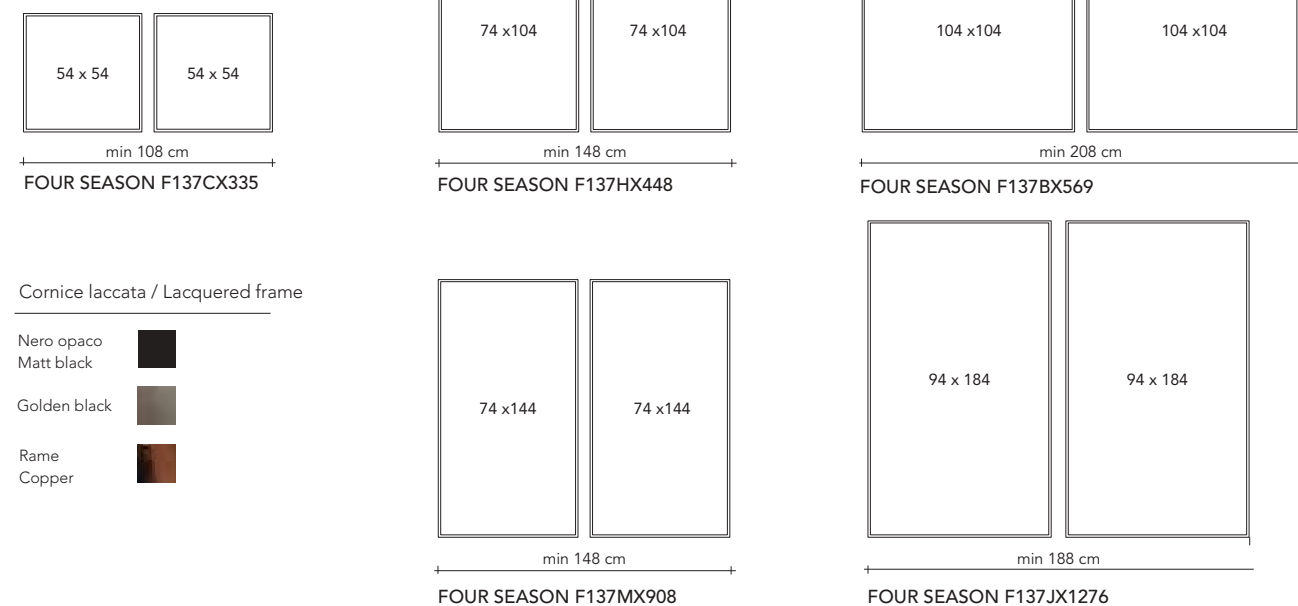 74 x104
74 x104
104 x104
104 x104
54 x 54
54 x 54
min 108 cm
min 148 cm
min 208 cm
FOUR SEASON F137CX335
FOUR SEASON F137HX448
FOUR SEASON F137BX569
Cornice laccata / Lacquered frame
Nero opaco
Matt black
Golden black
Rame
Copper
74 x144
74 x144
94 x 184
94 x 184
min 148 cm
min 188 cm
FOUR SEASON F137MX908
FOUR SEASON F137JX1276